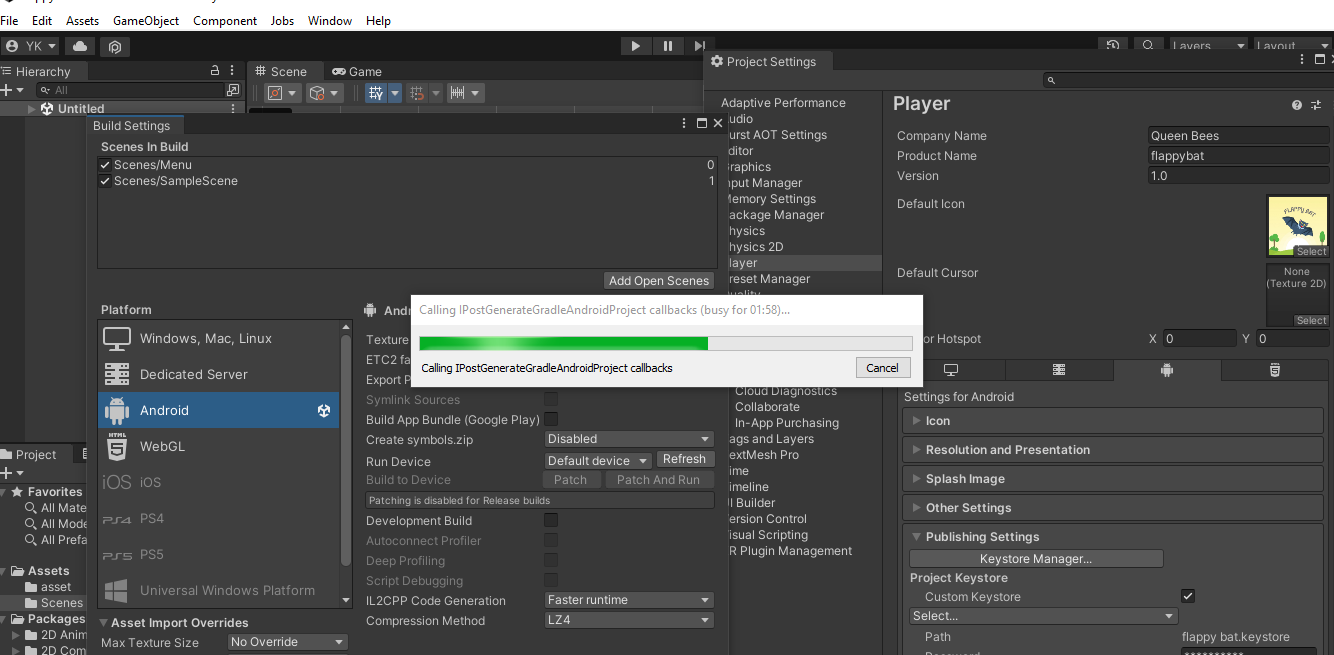 File Edit Assets GameObject Component Jobs Window Help
YK Layers Layout
Hierarchy Scene Game Project Settings
All
Untitled
Build Settings
Scenes In Build
Scenes/Menu 0
Scenes/SampleScene 1
Add Open Scenes
Platform
Windows, Mac, Linux
Dedicated Server
Android
WebGL
iOS iOS
PS4 PS4
PS5 PS5
Universal Windows Platform
Asset Import Overrides
Max Texture Size No Override
Andr
Texture
ETC2 fa
Export P
Symlink Sources
Build App Bundle (Google Play)
Create symbols.zip Disabled
Run Device Default device Refresh
Build to Device Patch Patch And Run
Patching is disabled for Release builds
Development Build
Autoconnect Profiler
Deep Profiling
Script Debugging
IL2CPP Code Generation Faster runtime
Compression Method LZ4
Calling IPostGenerateGradleAndroidProject callbacks (busy for 01:58)...
Calling IPostGenerateGradleAndroidProject callbacks
Cancel
Project
Favorites
All Mate
All Mode
All Prefa
Assets
asset
Scenes
Packages
2D Anim
2D Com
Adaptive Performance
udio
urst AOT Settings
ditor
raphics
nput Manager
Memory Settings
ackage Manager
hysics
hysics 2D
layer
reset Manager
uality
Cloud Diagnostics
Collaborate
In-App Purchasing
ags and Layers
extMesh Pro
ime
imeline
I Builder
ersion Control
isual Scripting
R Plugin Management
Player
Company Name Queen Bees
Product Name flappybat
Version 1.0
Default Icon
FLAPPY BAT
Select
Default Cursor
None
(Texture 2D)
Select
or Hotspot X 0 Y 0
Settings for Android
Icon
Resolution and Presentation
Splash Image
Other Settings
Publishing Settings
Keystore Manager...
Project Keystore
Custom Keystore
Select...
Path flappy bat.keystore
Password **********